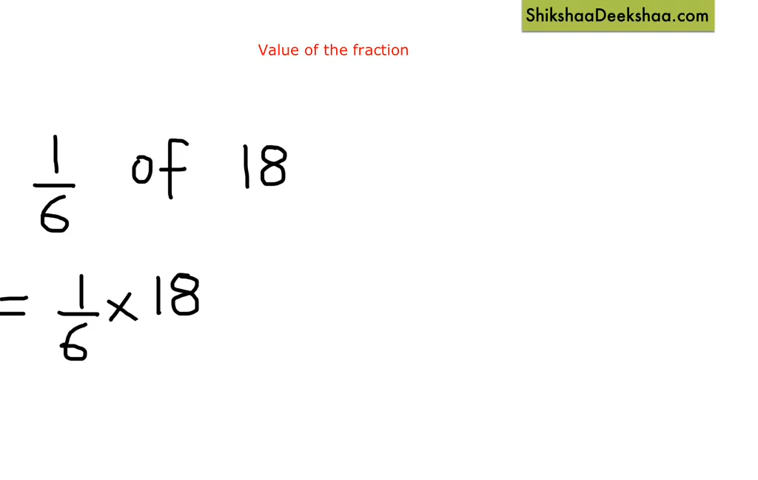 ShikshaaDeekshaa.com
Value of the fraction
1/6 of 18
= 1/6 × 18